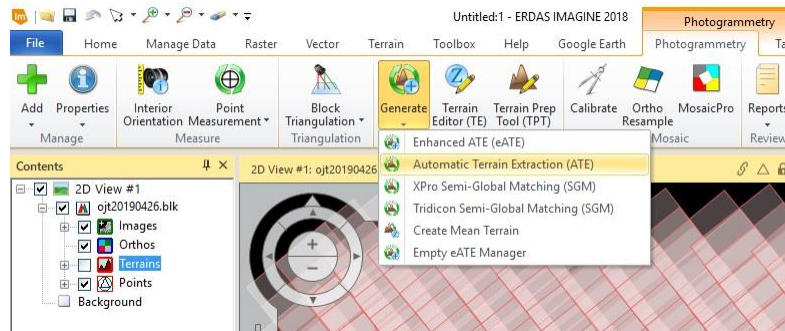 Untitled:1 - ERDAS IMAGINE 2018
Photogrammetry
File Home Manage Data Raster Vector Terrain Toolbox Help Google Earth Photogrammetry Ta
Add Properties Interior Orientation Point Measurement Block Triangulation Generate Terrain Editor (TE) Terrain Prep Tool (TPT) Calibrate Ortho Resample MosaicPro Reports
Manage Measure Triangulation Mosaic Review
Enhanced ATE (eATE)
Automatic Terrain Extraction (ATE)
XPro Semi-Global Matching (SGM)
Tridicon Semi-Global Matching (SGM)
Create Mean Terrain
Empty eATE Manager
Contents
2D View #1: ojt20190426
2D View #1
ojt20190426.blk
Images
Orthos
Terrains
Points
Background